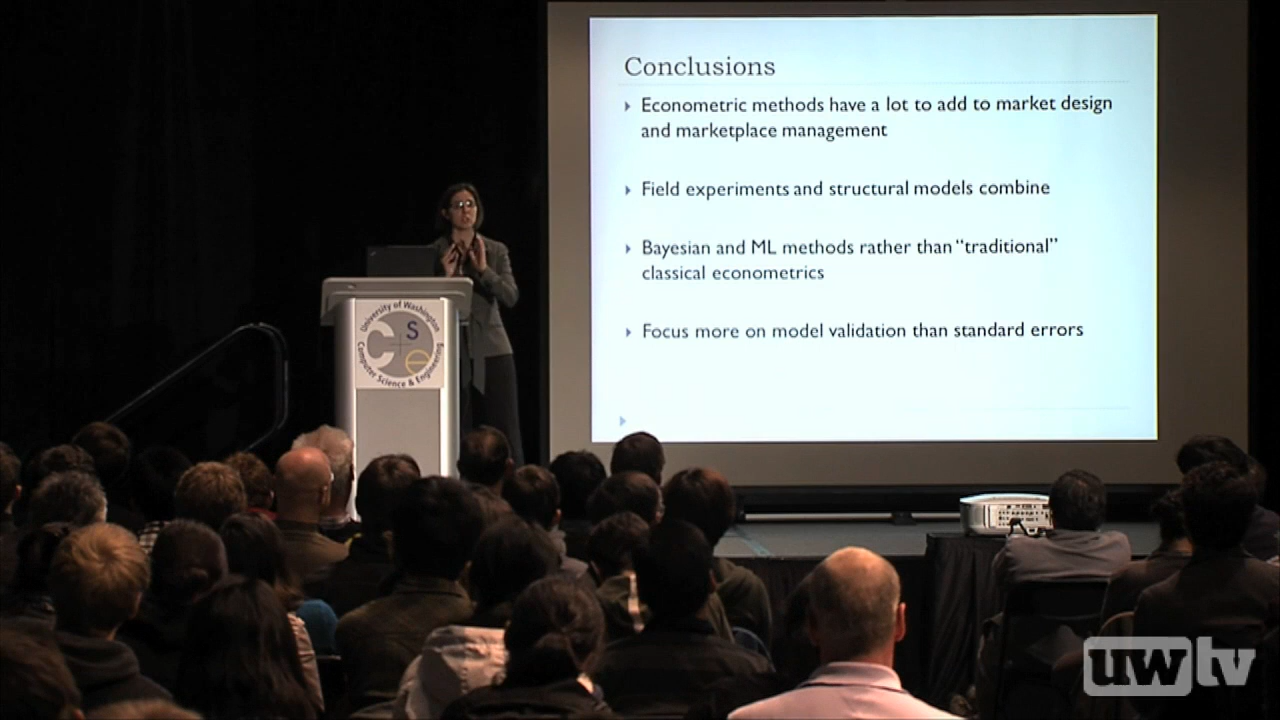 Conclusions
Econometric methods have a lot to add to market design
and marketplace management
Field experiments and structural models combine
Bayesian and ML methods rather than “traditional”
classical econometrics
Focus more on model validation than standard errors
University of Washington
C+Se
Computer Science & Engineering
uwtv